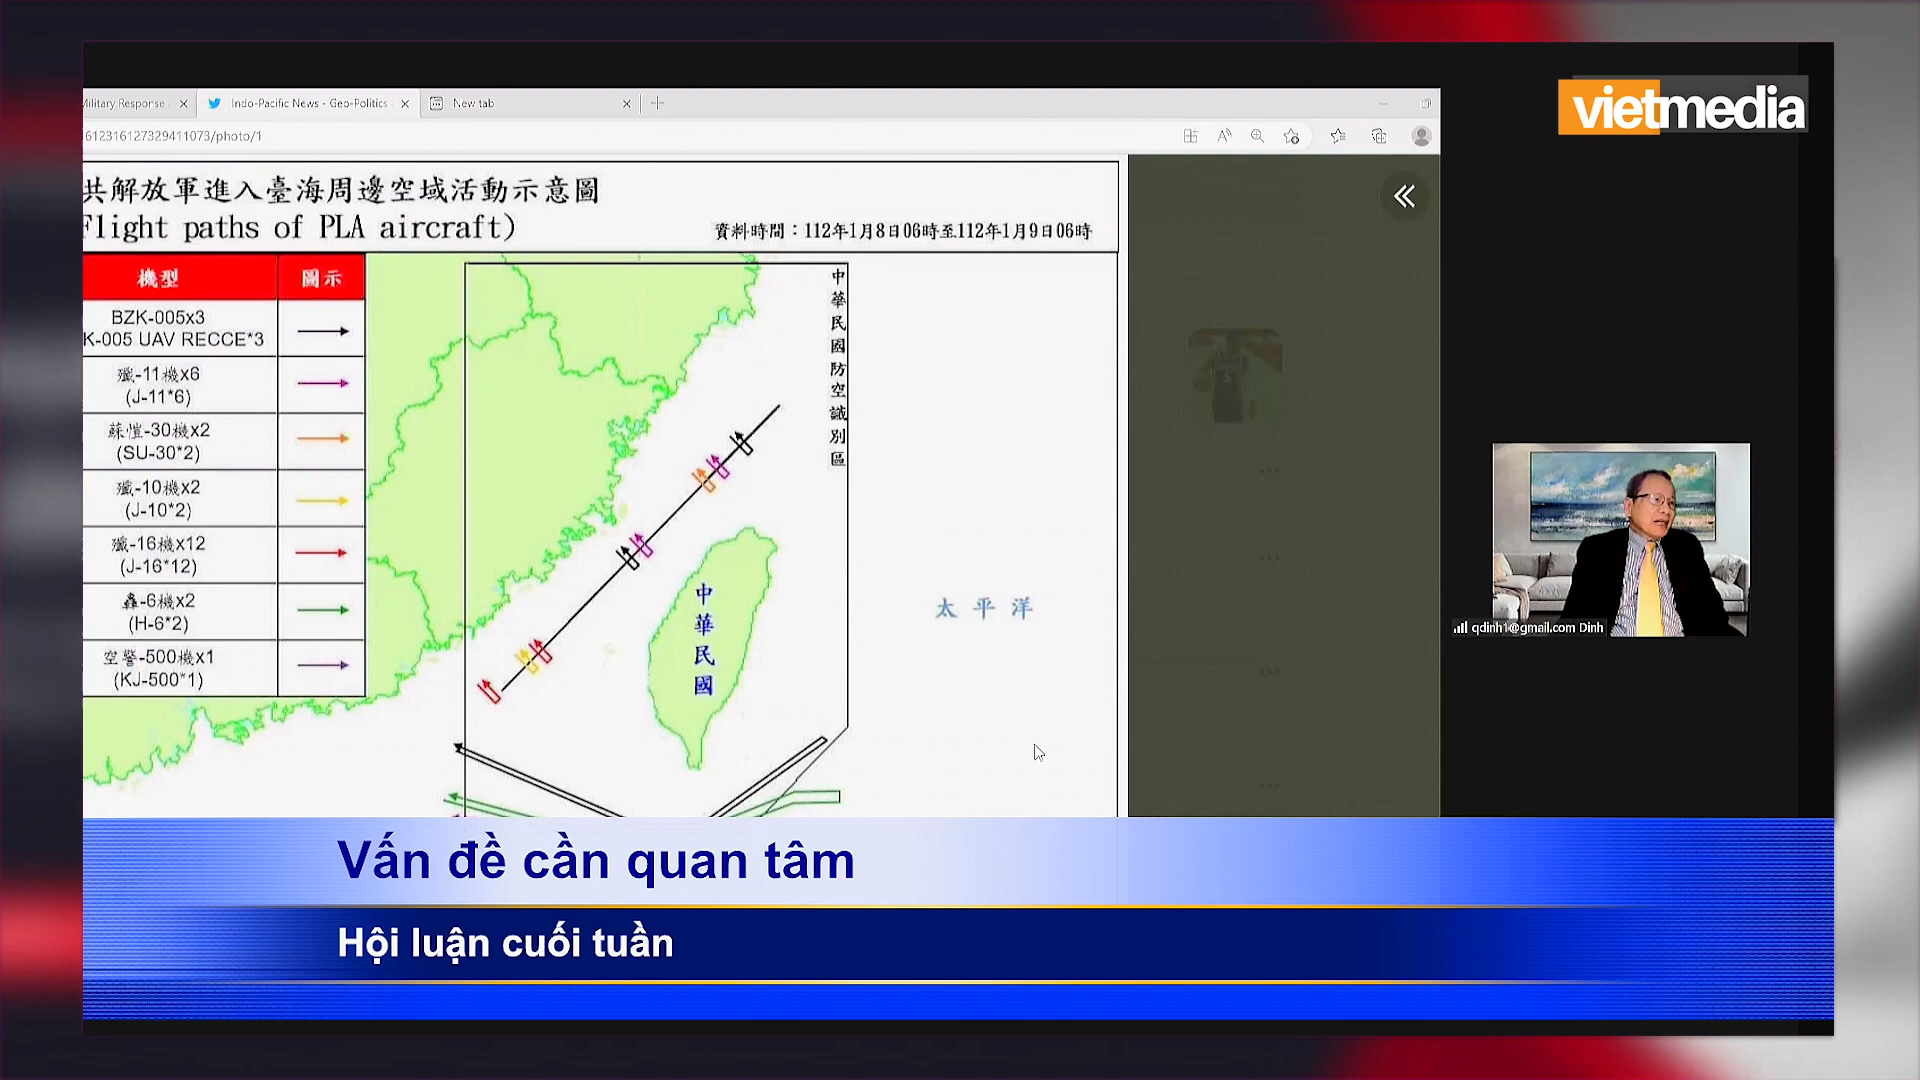 vietmedia
Military Response
Indo-Pacific News - Geo-Politics
New tab
612316127329411073/photo/1
共解放軍進入臺海周邊空域活動示意圖
Flight paths of PLA aircraft)
資料時間：112年1月8日06時至112年1月9日06時
機型 圖示
BZK-005x3
K-005 UAV RECCE*3
殲-11機x6
(J-11*6)
蘇愷-30機x2
(SU-30*2)
殲-10機x2
(J-10*2)
殲-16機x12
(J-16*12)
轟-6機x2
(H-6*2)
空警-500機x1
(KJ-500*1)
中華民國防空識別區
中華民國
太平洋
qdinh1@gmail.com Dinh
Vấn đề cần quan tâm
Hội luận cuối tuần